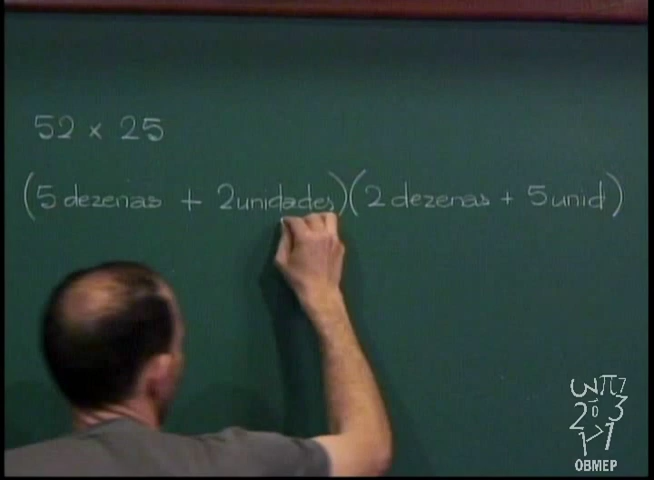 52 × 25
(5 dezenas + 2 unidades)(2 dezenas + 5 unid)
OBMEP